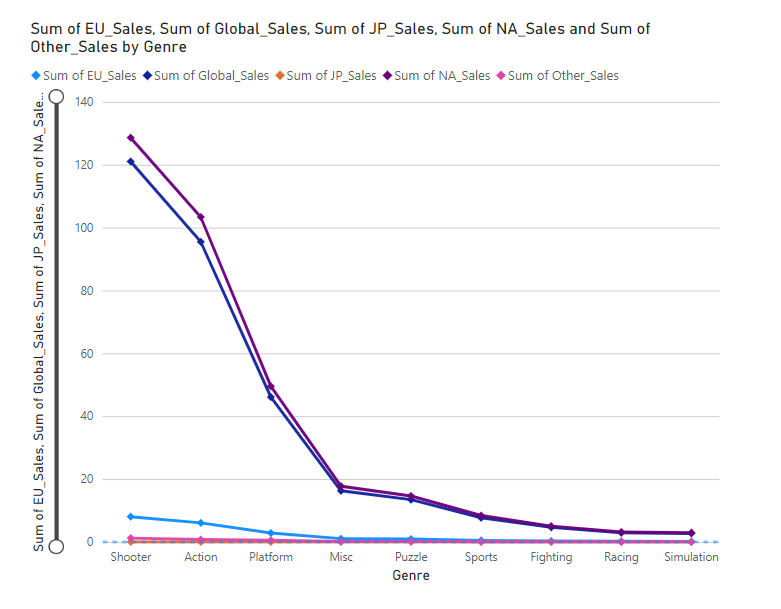 Sum of EU_Sales, Sum of Global_Sales, Sum of JP_Sales, Sum of NA_Sales and Sum of
Other_Sales by Genre
Sum of EU_Sales Sum of Global_Sales Sum of JP_Sales Sum of NA_Sales Sum of Other_Sales
Sum of EU_Sales, Sum of Global_Sales, Sum of JP_Sales, Sum of NA_Sale...
140
120
100
80
60
40
20
0
Shooter Action Platform Misc Puzzle Sports Fighting Racing Simulation
Genre